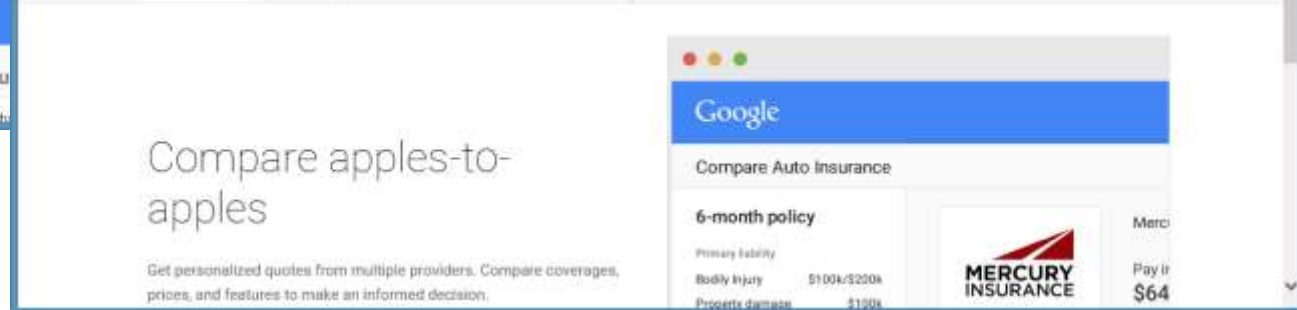 Google
Compare apples-to-
apples
Get personalized quotes from multiple providers. Compare coverages,
prices, and features to make an informed decision.
Compare Auto Insurance
6-month policy
Primary liability
Bodily Injury $100k/$200k
Property damage $100k
MERCURY
INSURANCE
Merc
Pay in
$64